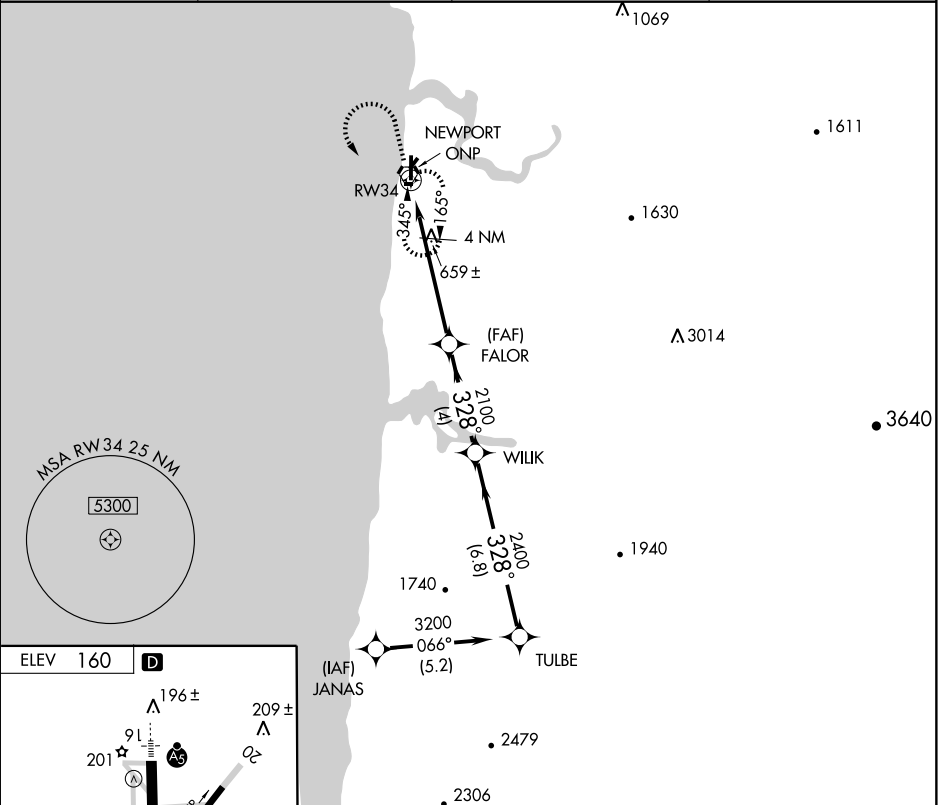 1069
1611
NEWPORT
ONP
RW34
345°
165°
1630
4 NM
659±
(FAF)
FALOR
3014
2100
328°
(4)
3640
WILIK
MSA RW34 25 NM
5300
2400
328°
(6.8)
1940
1740
3200
066°
(5.2)
(IAF)
JANAS
TULBE
ELEV 160 D
196±
209±
16
201
A5
20
2479
2306